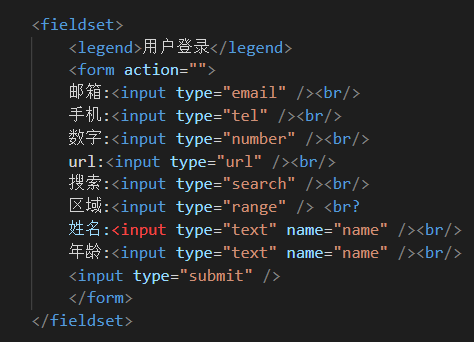 <fieldset>
<legend>用户登录</legend>
<form action="">
邮箱:<input type="email" /><br/>
手机:<input type="tel" /><br/>
数字:<input type="number" /><br/>
url:<input type="url" /><br/>
搜索:<input type="search" /><br/>
区域:<input type="range" /> <br?
姓名:<input type="text" name="name" /><br/>
年龄:<input type="text" name="name" /><br/>
<input type="submit" />
</form>
</fieldset>